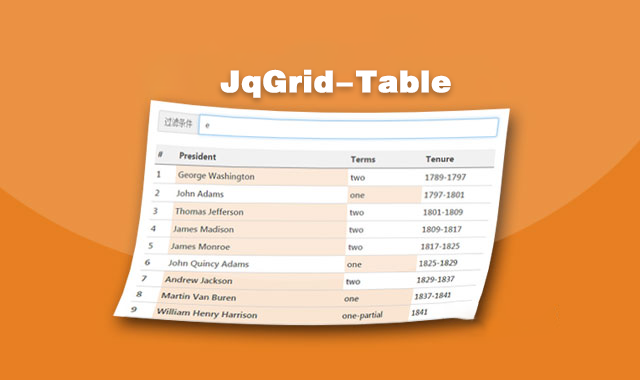 JqGrid-Table
过滤条件 e
# President Terms Tenure
1 George Washington two 1789-1797
2 John Adams one 1797-1801
3 Thomas Jefferson two 1801-1809
4 James Madison two 1809-1817
5 James Monroe two 1817-1825
6 John Quincy Adams one 1825-1829
7 Andrew Jackson two 1829-1837
8 Martin Van Buren one 1837-1841
9 William Henry Harrison one-partial 1841